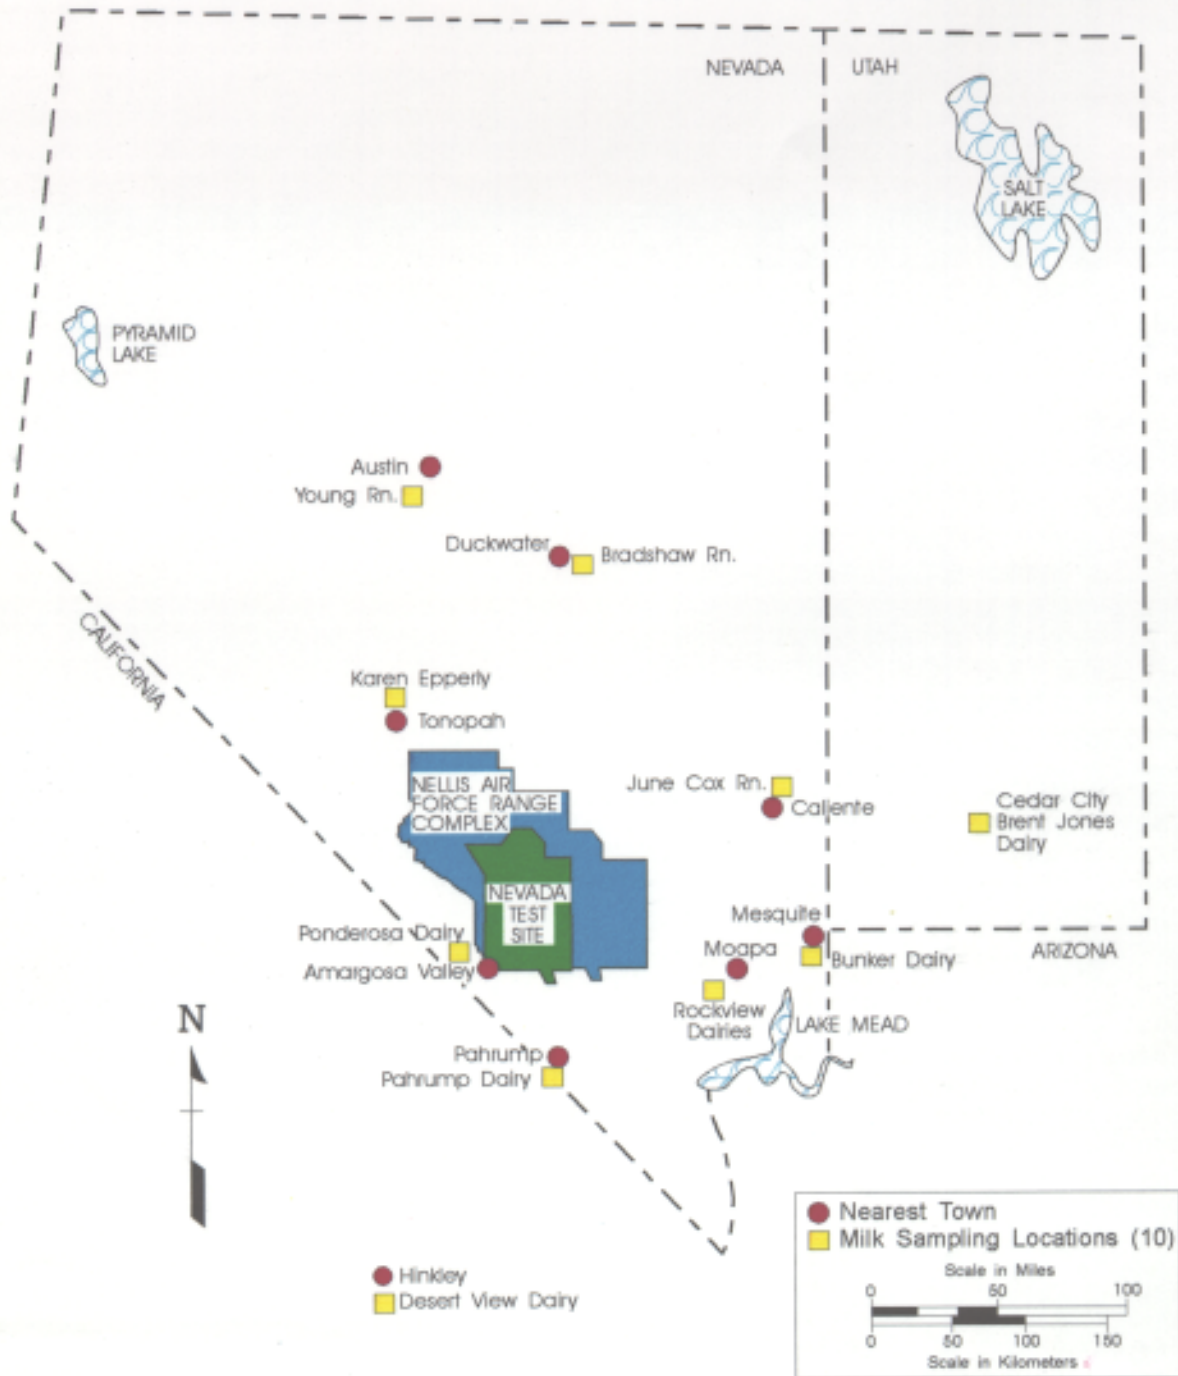 NEVADA
UTAH
SALT
LAKE
PYRAMID
LAKE
Austin
Young Rn.
Duckwater
Bradshaw Rn.
CALIFORNIA
Karen Epperly
Tonopah
NELLIS AIR
FORCE RANGE
COMPLEX
June Cox Rn.
Caliente
Cedar City
Brent Jones
Dairy
NEVADA
TEST
SITE
Mesquite
Ponderosa Dairy
Moapa
ARIZONA
Bunker Dairy
Amargosa Valley
N
Rockview
Dairies
LAKE MEAD
Pahrump
Pahrump Dairy
Nearest Town
Milk Sampling Locations (10)
Scale in Miles
0 50 100
0 50 100 150
Scale in Kilometers
Hinkley
Desert View Dairy